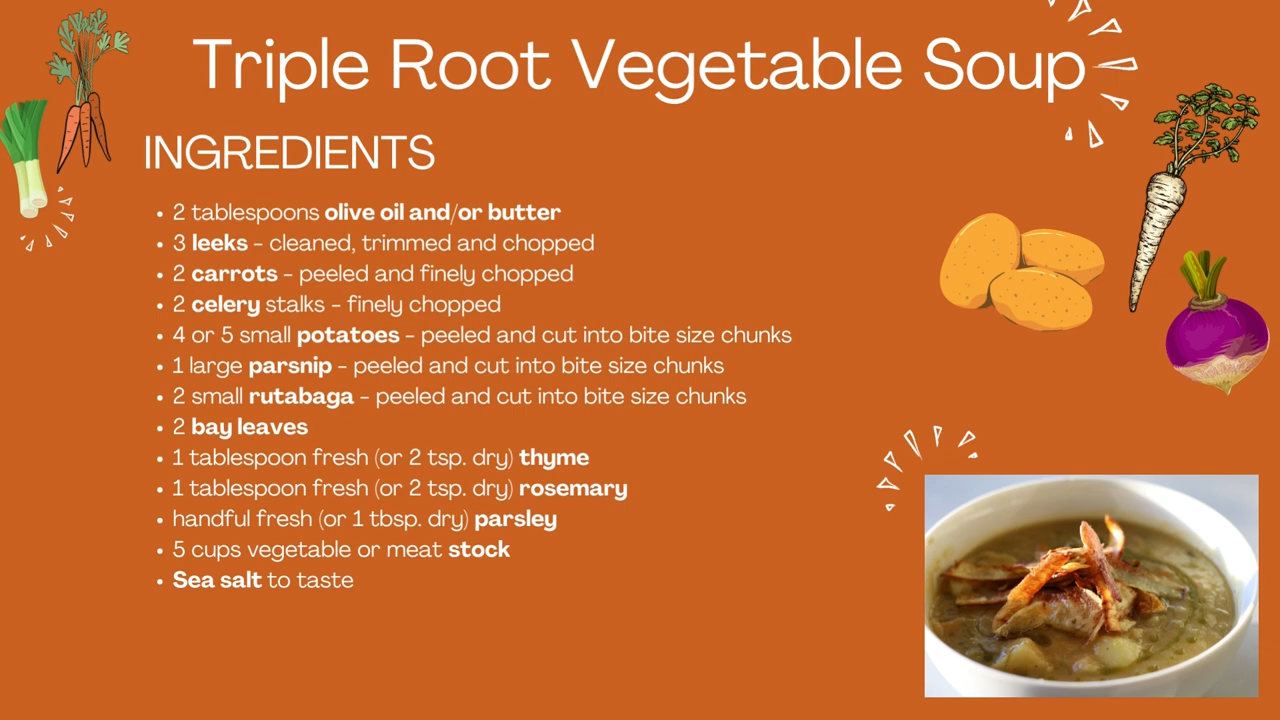 Triple Root Vegetable Soup
INGREDIENTS
• 2 tablespoons olive oil and/or butter
• 3 leeks - cleaned, trimmed and chopped
• 2 carrots - peeled and finely chopped
• 2 celery stalks - finely chopped
• 4 or 5 small potatoes - peeled and cut into bite size chunks
• 1 large parsnip - peeled and cut into bite size chunks
• 2 small rutabaga - peeled and cut into bite size chunks
• 2 bay leaves
• 1 tablespoon fresh (or 2 tsp. dry) thyme
• 1 tablespoon fresh (or 2 tsp. dry) rosemary
• handful fresh (or 1 tbsp. dry) parsley
• 5 cups vegetable or meat stock
• Sea salt to taste